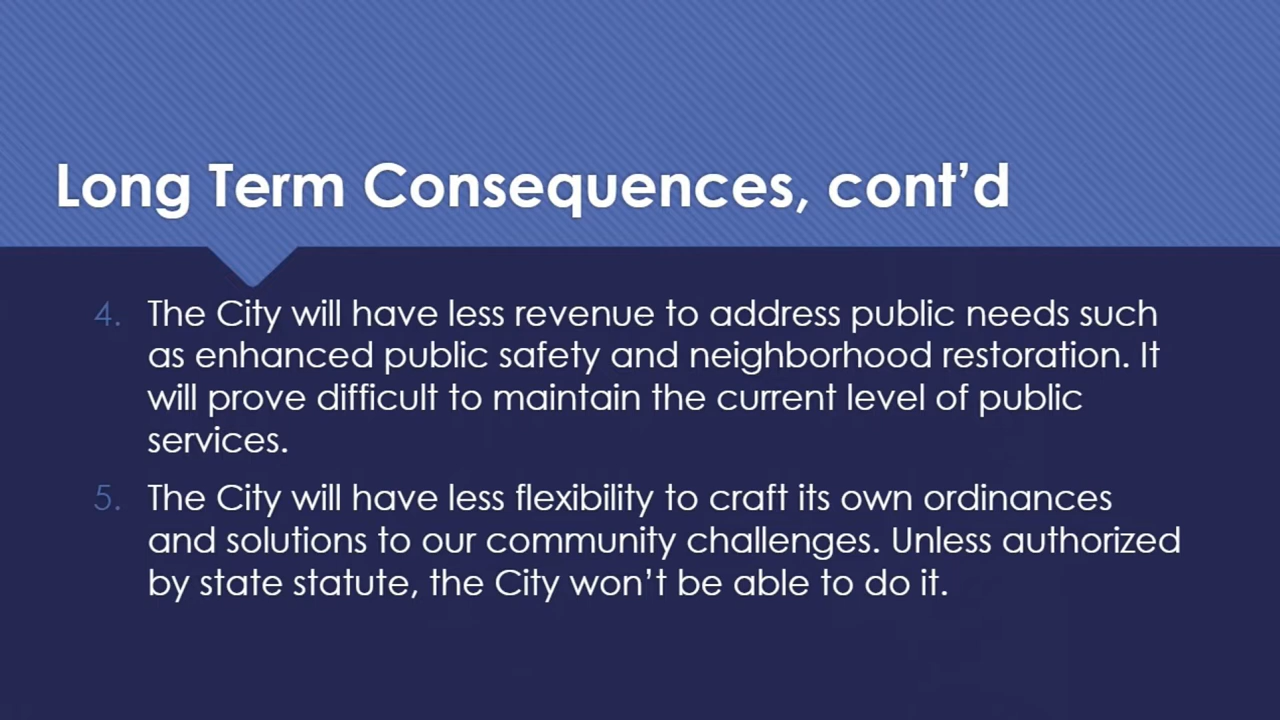 Long Term Consequences, cont’d
4. The City will have less revenue to address public needs such
as enhanced public safety and neighborhood restoration. It
will prove difficult to maintain the current level of public
services.
5. The City will have less flexibility to craft its own ordinances
and solutions to our community challenges. Unless authorized
by state statute, the City won’t be able to do it.